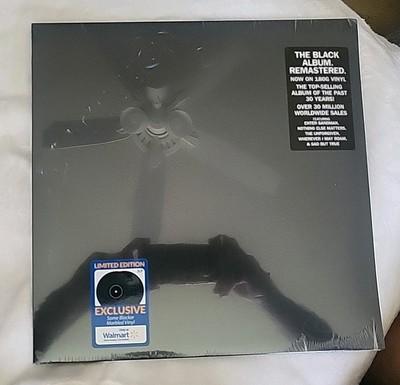 THE BLACK
ALBUM.
REMASTERED.
NOW ON 180G VINYL
THE TOP-SELLING
ALBUM OF THE PAST
30 YEARS!
OVER 30 MILLION
WORLDWIDE SALES
FEATURING
ENTER SANDMAN,
NOTHING ELSE MATTERS,
THE UNFORGIVEN,
WHEREVER I MAY ROAM,
& SAD BUT TRUE
LIMITED EDITION
EXCLUSIVE
Some Blacker
Marbled Vinyl
Walmart